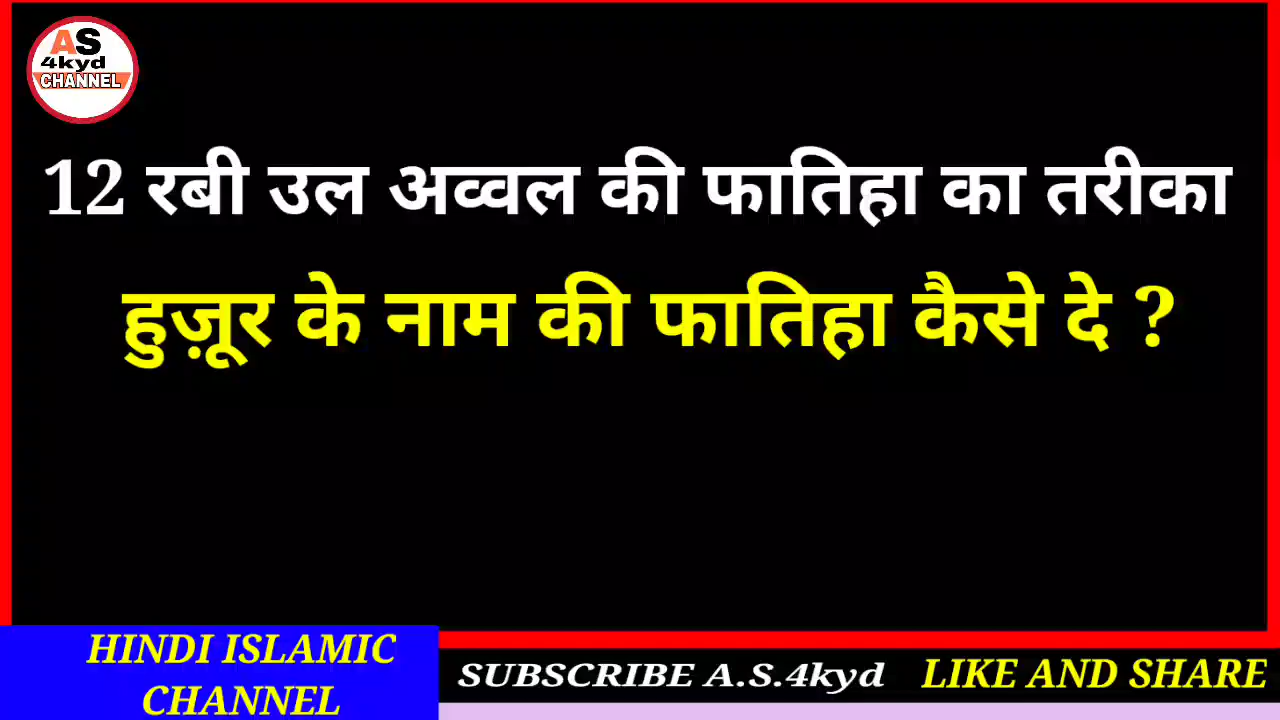 AS
4kyd
CHANNEL
12 रबी उल अव्वल की फातिहा का तरीका
हुज़ूर के नाम की फातिहा कैसे दे ?
HINDI ISLAMIC
CHANNEL
SUBSCRIBE A.S.4kyd LIKE AND SHARE